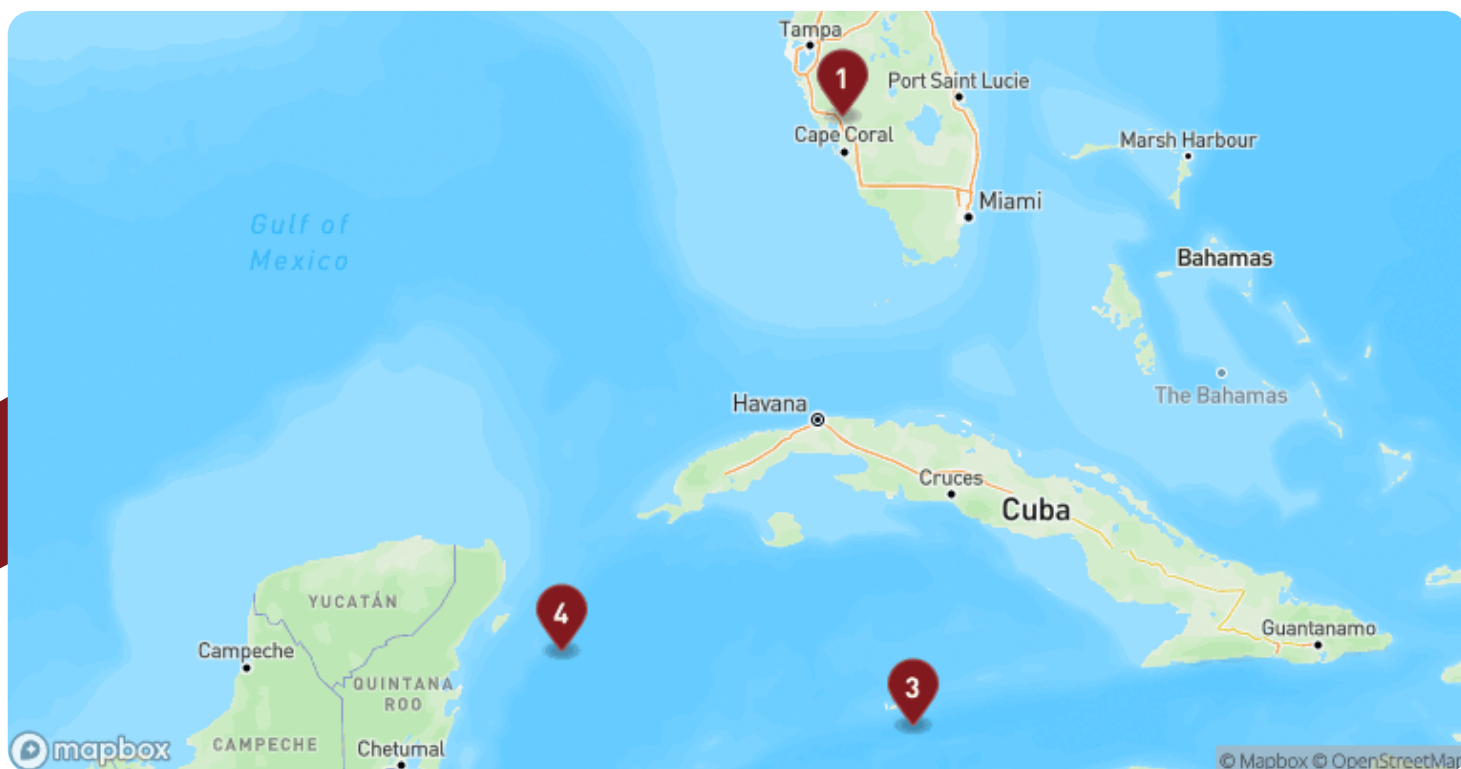 Tampa
1
Port Saint Lucie
Cape Coral
Marsh Harbour
Miami
Gulf of
Mexico
Bahamas
The Bahamas
Havana
Cruces
Cuba
YUCATÁN
4
Guantanamo
Campeche
QUINTANA
ROO
3
CAMPECHE
Chetumal
mapbox
© Mapbox © OpenStreetMap